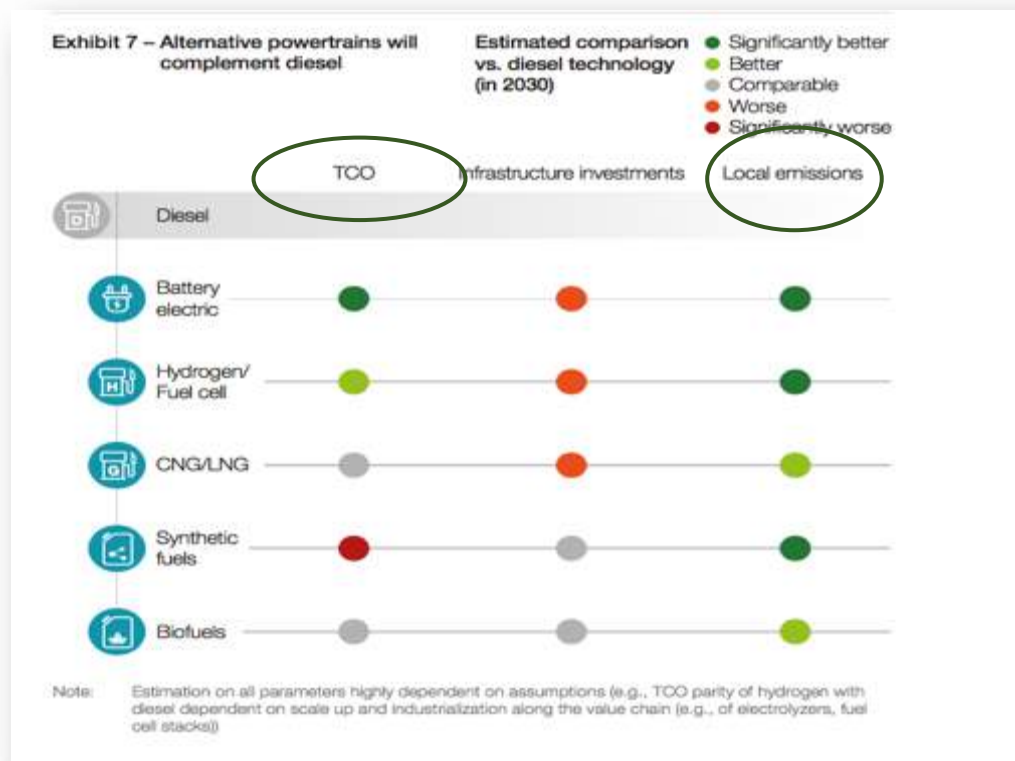 Exhibit 7 – Alternative powertrains will
complement diesel
Estimated comparison
vs. diesel technology
(in 2030)
Significantly better
Better
Comparable
Worse
Significantly worse
TCO
Infrastructure investments
Local emissions
D
Diesel
Battery
electric
H
Hydrogen/
Fuel cell
G
CNG/LNG
Synthetic
fuels
Biofuels
Note: Estimation on all parameters highly dependent on assumptions (e.g., TCO parity of hydrogen with
diesel dependent on scale up and industrialization along the value chain (e.g., of electrolyzers, fuel
cell stacks))